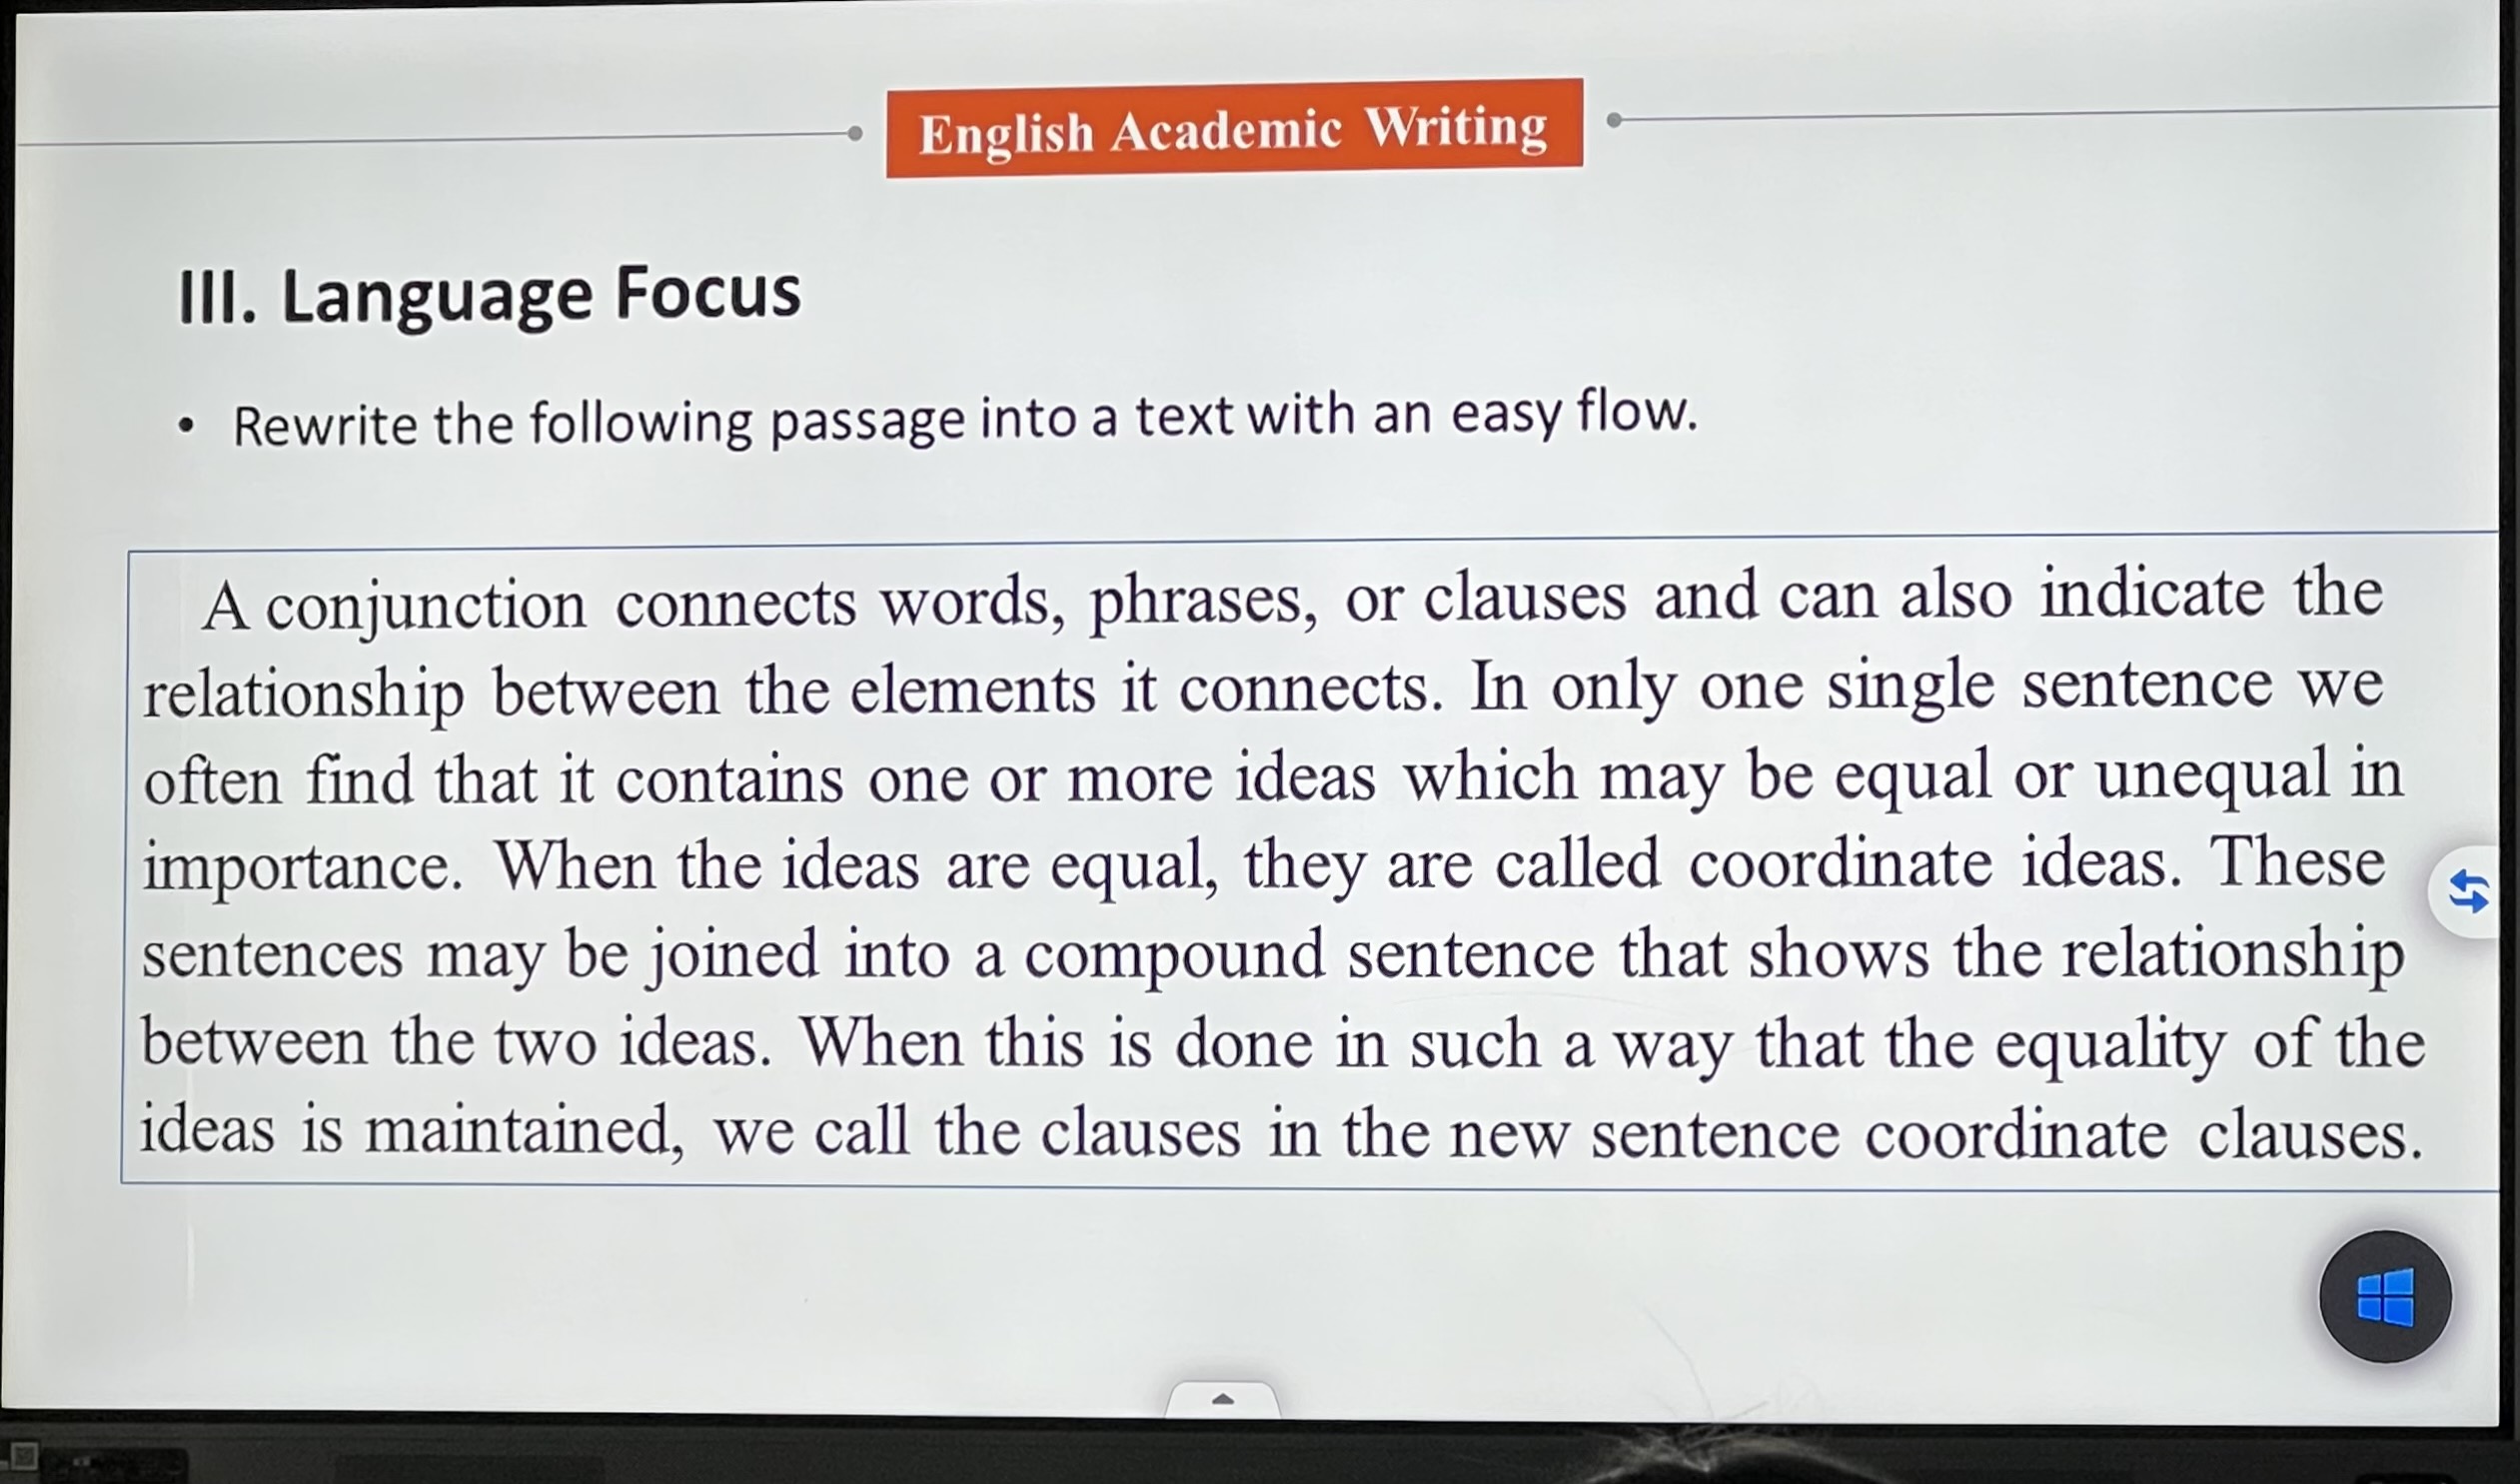 English Academic Writing
III. Language Focus
• Rewrite the following passage into a text with an easy flow.
A conjunction connects words, phrases, or clauses and can also indicate the
relationship between the elements it connects. In only one single sentence we
often find that it contains one or more ideas which may be equal or unequal in
importance. When the ideas are equal, they are called coordinate ideas. These
sentences may be joined into a compound sentence that shows the relationship
between the two ideas. When this is done in such a way that the equality of the
ideas is maintained, we call the clauses in the new sentence coordinate clauses.